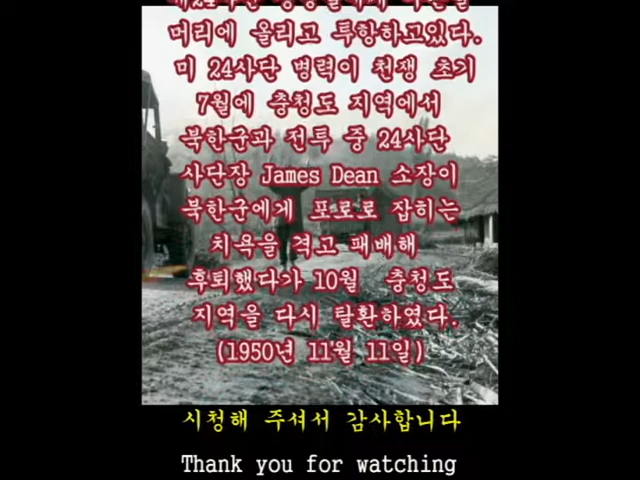 머리에 올리고 투항하고있다.
미 24사단 병력이 전쟁 초기
7월에 충청도 지역에서
북한군과 전투 중 24사단
사단장 James Dean 소장이
북한군에게 포로로 잡히는
치욕을 겪고 패배해
후퇴했다가 10월 충청도
지역을 다시 탈환하였다.
(1950년 11월 11일)
시청해 주셔서 감사합니다
Thank you for watching